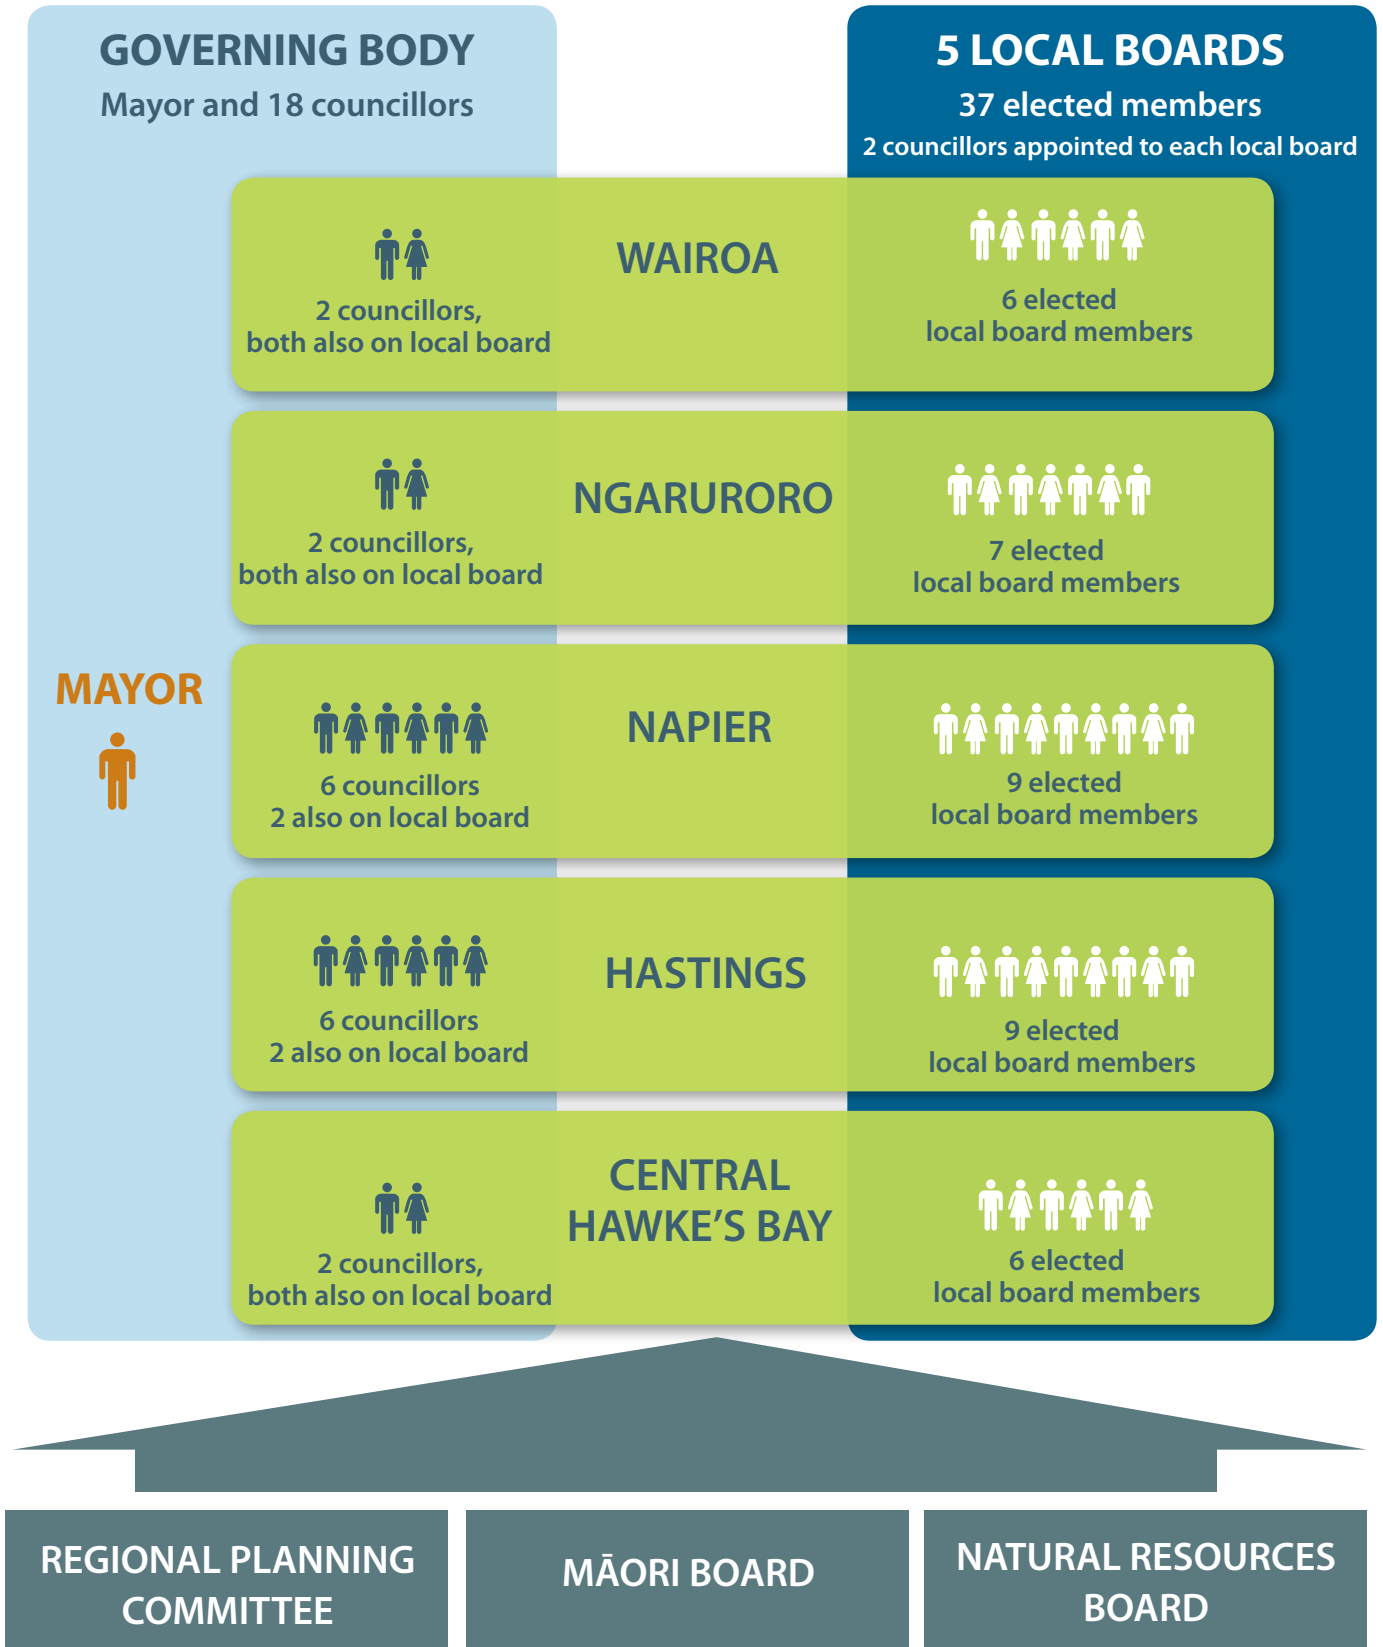 GOVERNING BODY
Mayor and 18 councillors
5 LOCAL BOARDS
37 elected members
2 councillors appointed to each local board
2 councillors,
both also on local board
WAIROA
6 elected
local board members
2 councillors,
both also on local board
NGARURORO
7 elected
local board members
MAYOR
6 councillors
2 also on local board
NAPIER
9 elected
local board members
6 councillors
2 also on local board
HASTINGS
9 elected
local board members
2 councillors,
both also on local board
CENTRAL
HAWKE'S BAY
6 elected
local board members
REGIONAL PLANNING
COMMITTEE
MĀORI BOARD
NATURAL RESOURCES
BOARD